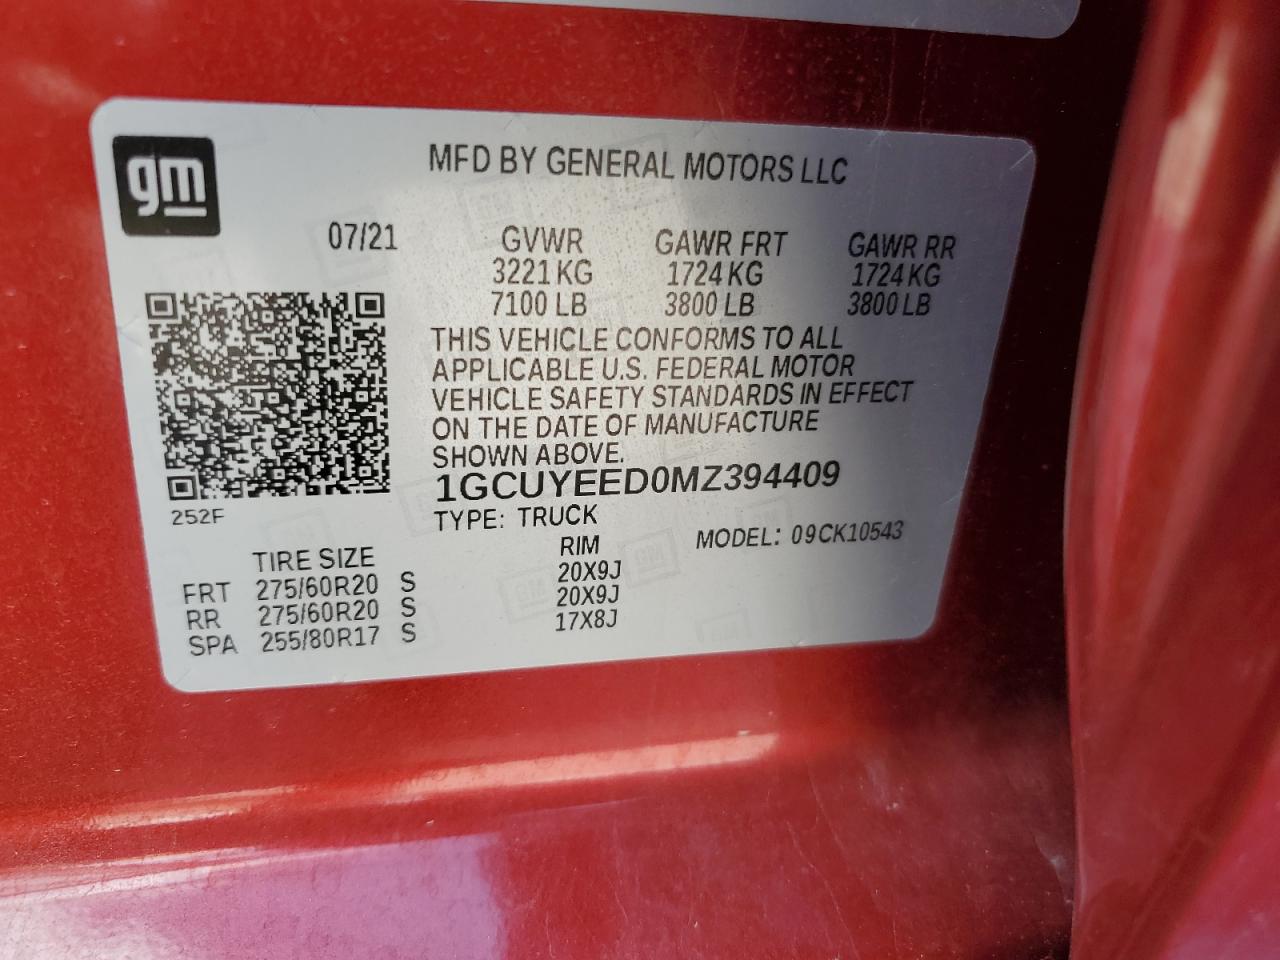 gm
MFD BY GENERAL MOTORS LLC
07/21 GVWR GAWR FRT GAWR RR
3221 KG 1724 KG 1724 KG
7100 LB 3800 LB 3800 LB
THIS VEHICLE CONFORMS TO ALL
APPLICABLE U.S. FEDERAL MOTOR
VEHICLE SAFETY STANDARDS IN EFFECT
ON THE DATE OF MANUFACTURE
SHOWN ABOVE.
1GCUYEED0MZ394409
252F
TYPE: TRUCK MODEL: 09CK10543
TIRE SIZE RIM
FRT 275/60R20 S 20X9J
RR 275/60R20 S 20X9J
SPA 255/80R17 S 17X8J